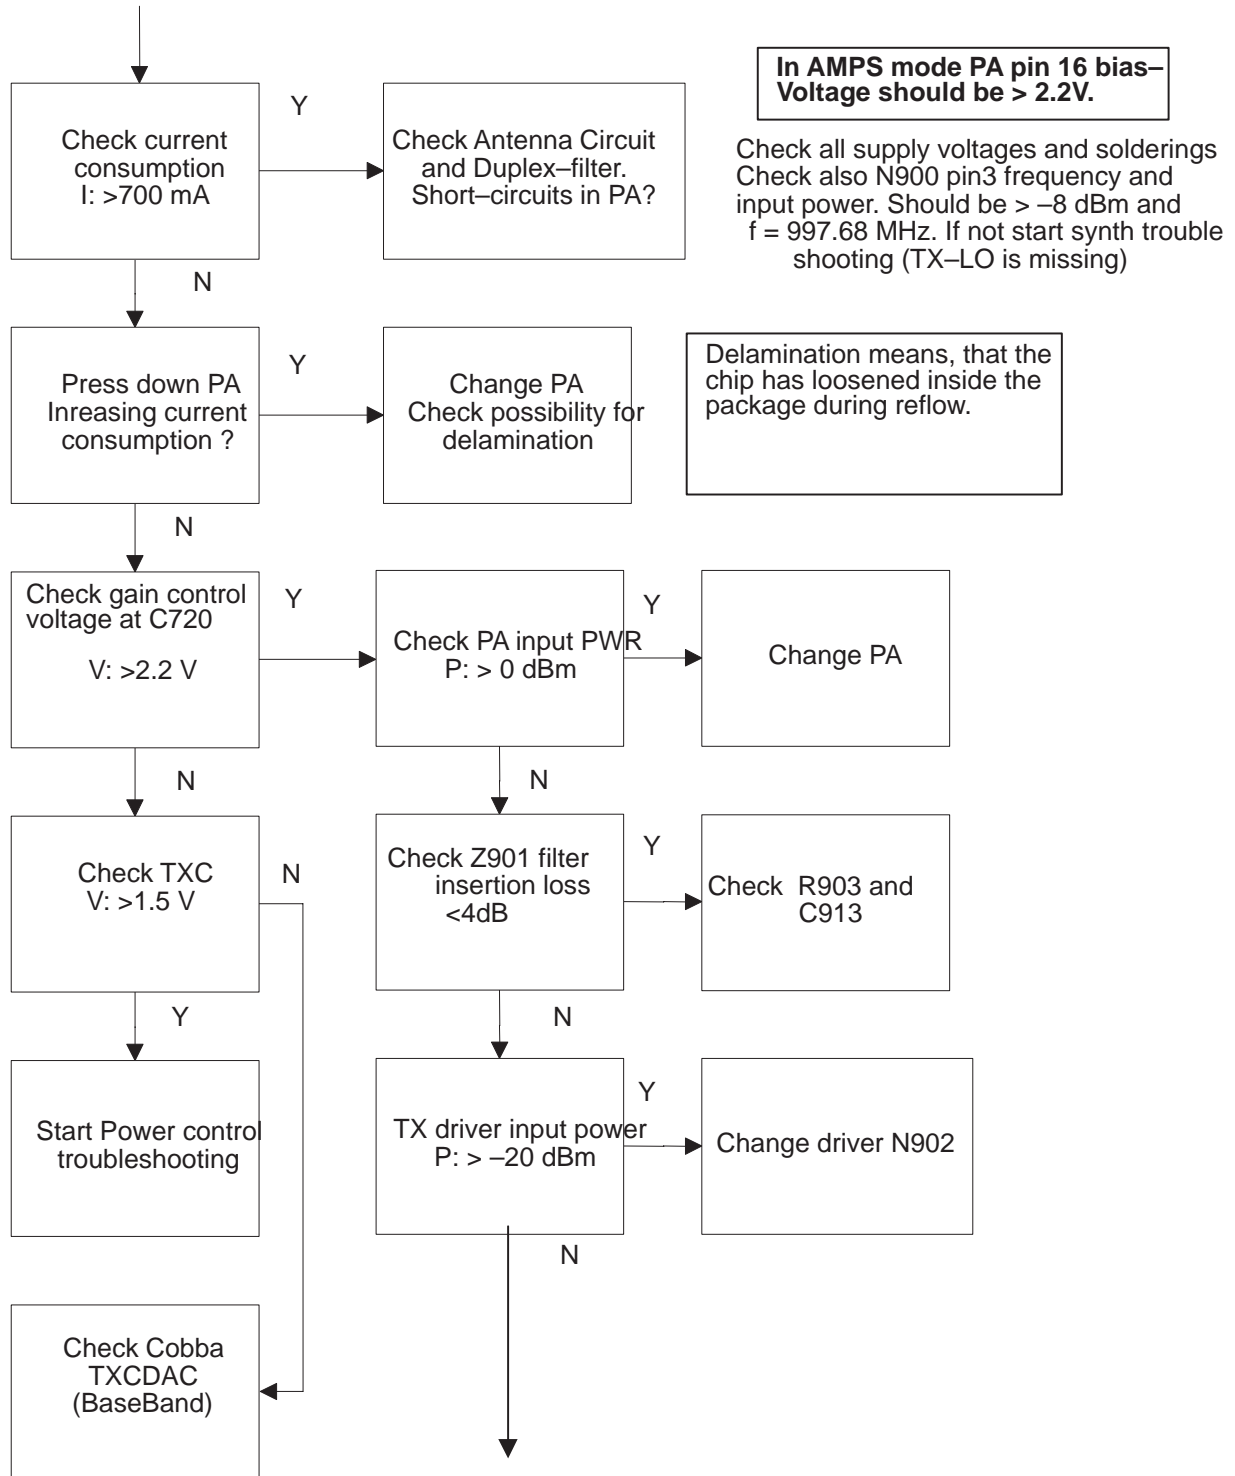 In AMPS mode PA pin 16 bias–
Voltage should be > 2.2V.
Check current
consumption
I: >700 mA
Y
Check Antenna Circuit
and Duplex–filter.
Short–circuits in PA?
Check all supply voltages and solderings
Check also N900 pin3 frequency and
input power. Should be > –8 dBm and
f = 997.68 MHz. If not start synth trouble
shooting (TX–LO is missing)
N
Press down PA
Inreasing current
consumption ?
Y
Change PA
Check possibility for
delamination
Delamination means, that the
chip has loosened inside the
package during reflow.
N
Check gain control
voltage at C720
V: >2.2 V
Y
Check PA input PWR
P: > 0 dBm
Y
Change PA
N
N
Check TXC
V: >1.5 V
N
Check Z901 filter
insertion loss
<4dB
Y
Check R903 and
C913
Y
N
Start Power control
troubleshooting
TX driver input power
P: > –20 dBm
Y
Change driver N902
N
Check Cobba
TXCDAC
(BaseBand)